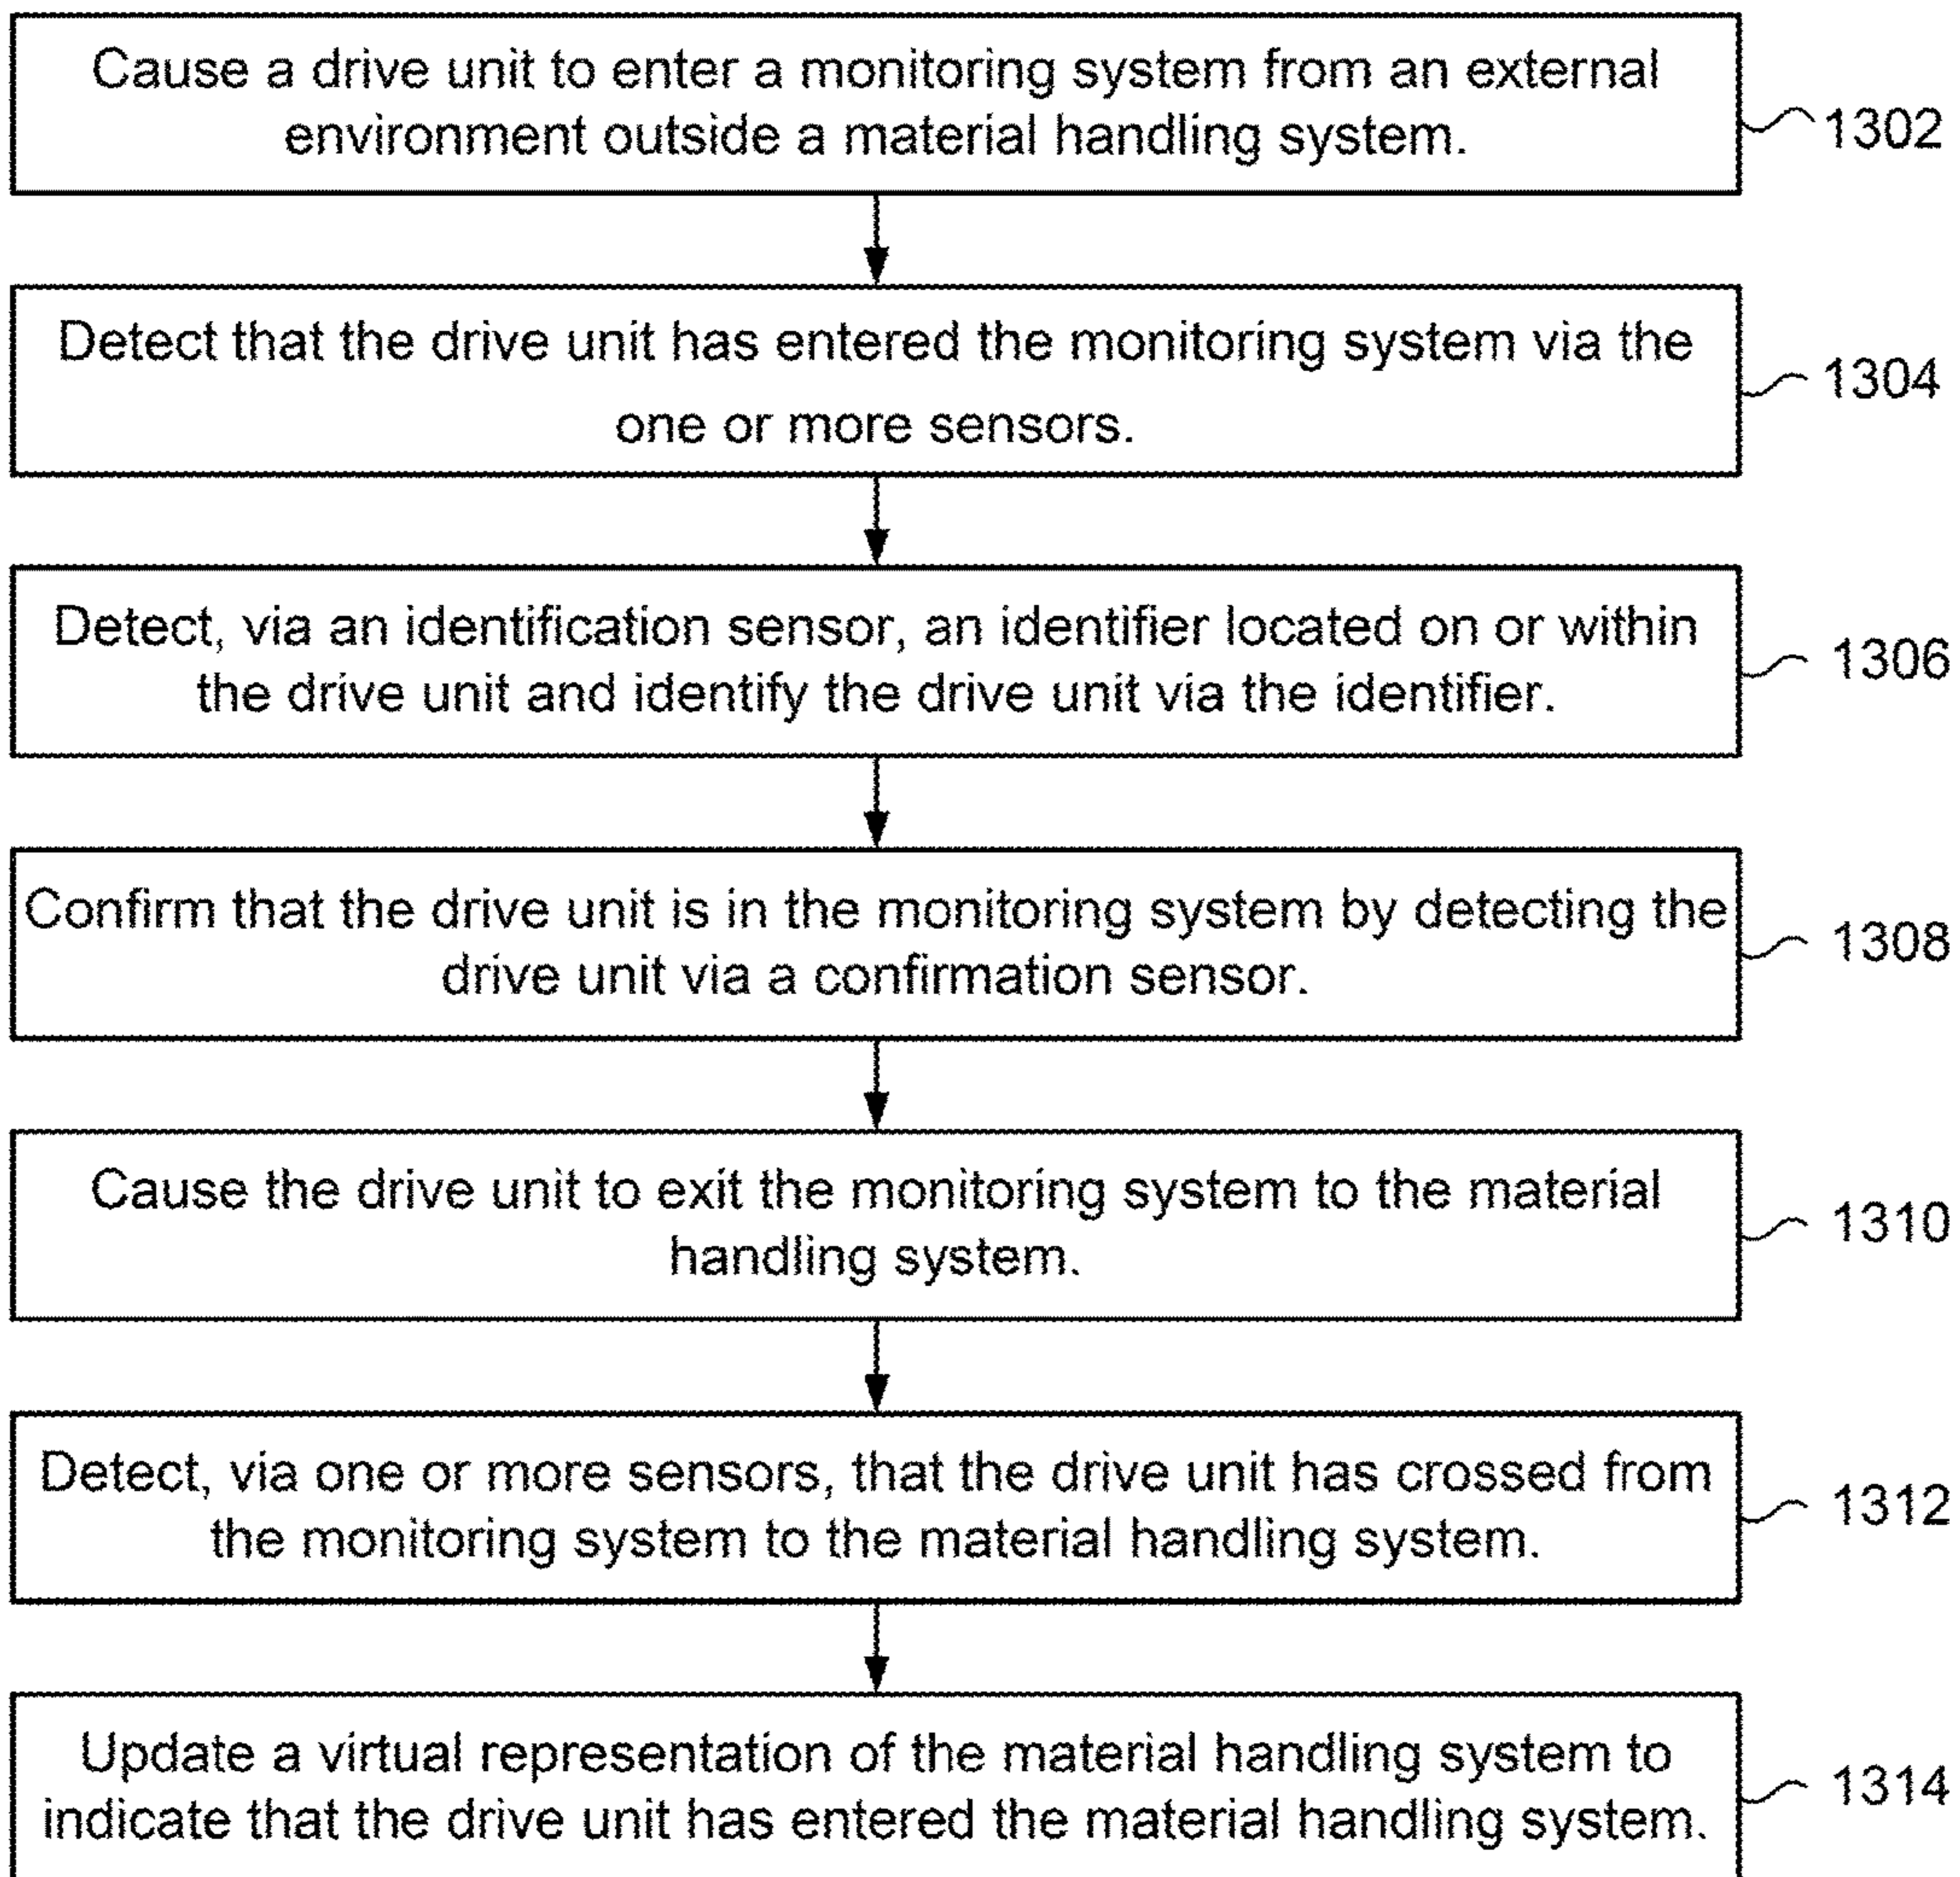 Cause a drive unit to enter a monitoring system from an external
environment outside a material handling system.
1302
Detect that the drive unit has entered the monitoring system via the
one or more sensors.
1304
Detect, via an identification sensor, an identifier located on or within
the drive unit and identify the drive unit via the identifier.
1306
Confirm that the drive unit is in the monitoring system by detecting the
drive unit via a confirmation sensor.
1308
Cause the drive unit to exit the monitoring system to the material
handling system.
1310
Detect, via one or more sensors, that the drive unit has crossed from
the monitoring system to the material handling system.
1312
Update a virtual representation of the material handling system to
indicate that the drive unit has entered the material handling system.
1314